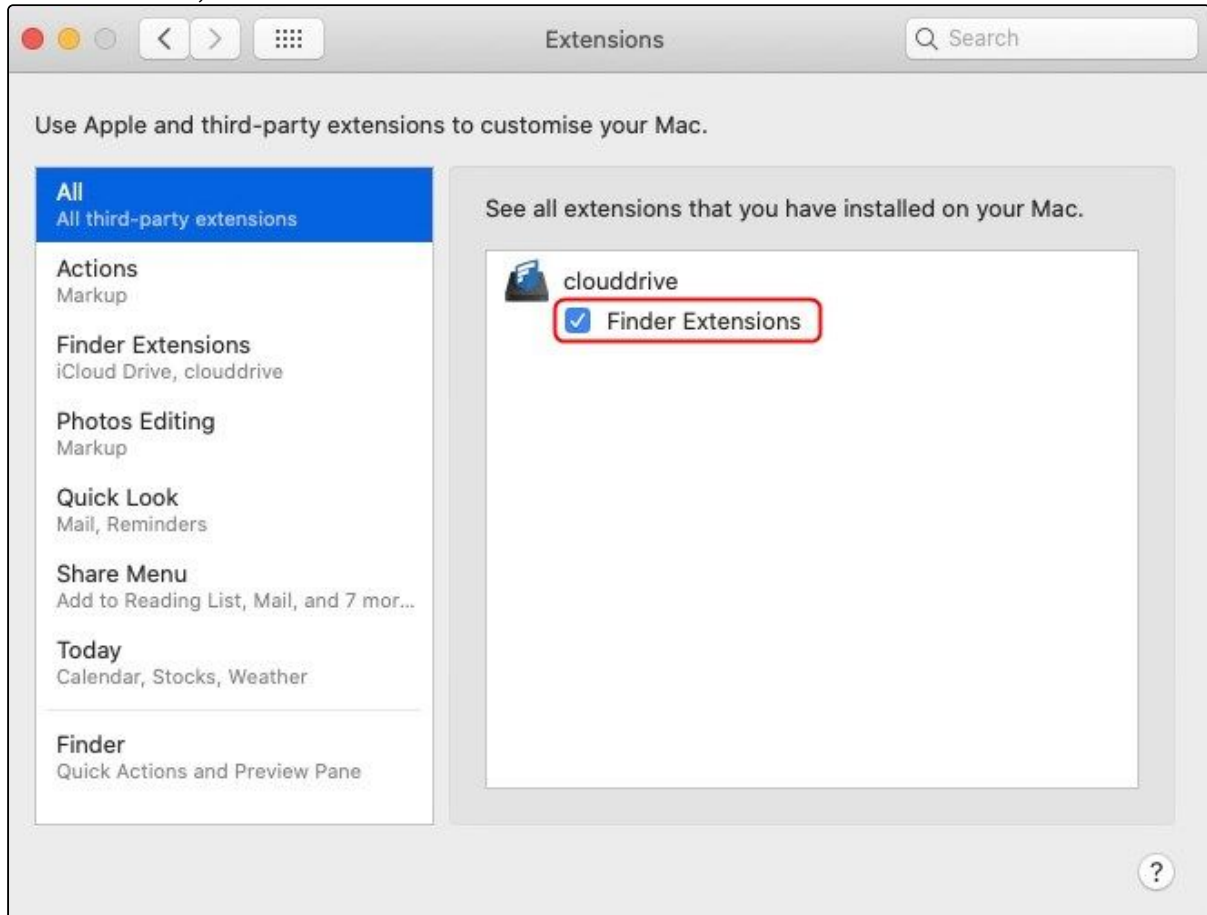 Extensions
Search
Use Apple and third-party extensions to customise your Mac.
All
All third-party extensions
Actions
Markup
Finder Extensions
iCloud Drive, clouddrive
Photos Editing
Markup
Quick Look
Mail, Reminders
Share Menu
Add to Reading List, Mail, and 7 mor...
Today
Calendar, Stocks, Weather
Finder
Quick Actions and Preview Pane
See all extensions that you have installed on your Mac.
clouddrive
Finder Extensions
?